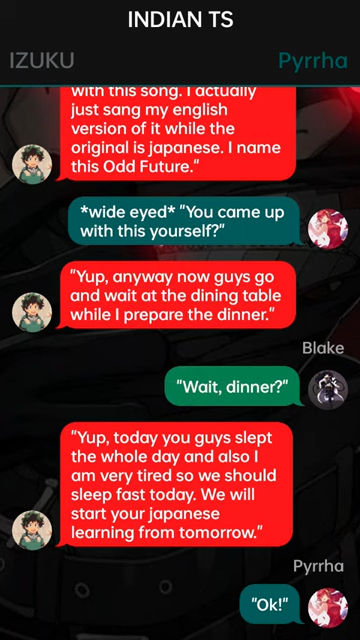 INDIAN TS
IZUKU
Pyrrha
with this song. I actually
just sang my english
version of it while the
original is japanese. I name
this Odd Future."
*wide eyed* "You came up
with this yourself?"
"Yup, anyway now guys go
and wait at the dining table
while I prepare the dinner."
Blake
"Wait, dinner?"
"Yup, today you guys slept
the whole day and also I
am very tired so we should
sleep fast today. We will
start your japanese
learning from tomorrow."
Pyrrha
"Ok!"